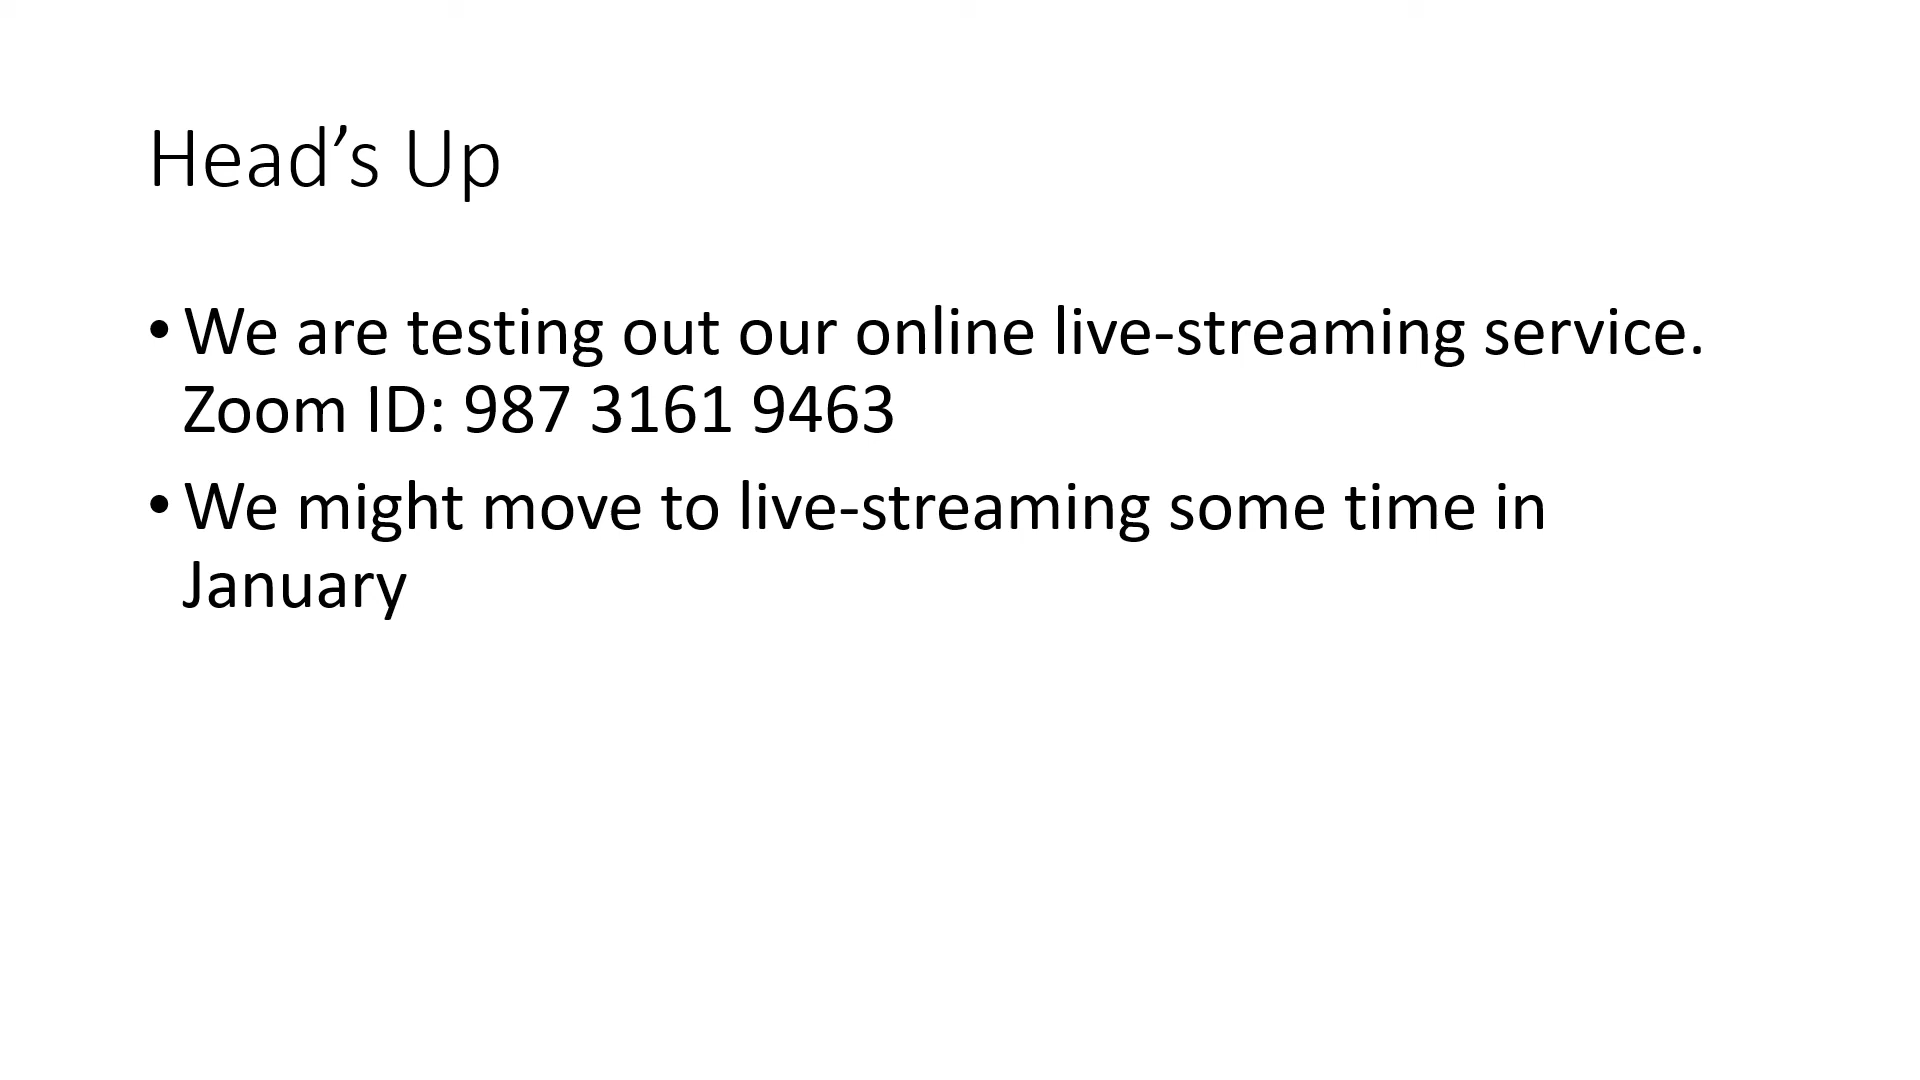 Head’s Up
• We are testing out our online live-streaming service.
Zoom ID: 987 3161 9463
• We might move to live-streaming some time in
January